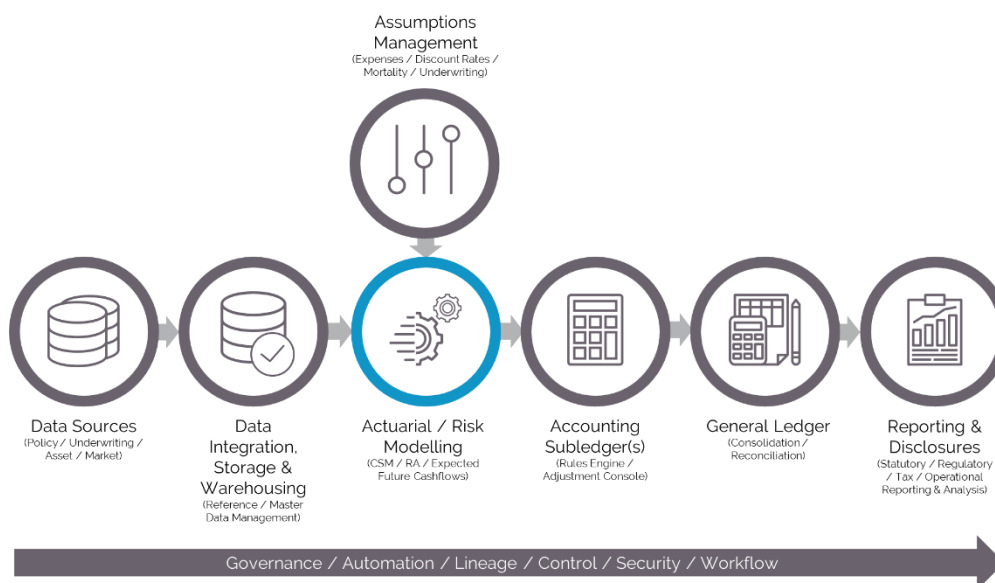 Assumptions
Management
(Expenses / Discount Rates /
Mortality / Underwriting)
Data Sources
(Policy / Underwriting /
Asset / Market)
Data
Integration,
Storage &
Warehousing
(Reference / Master
Data Management)
Actuarial / Risk
Modelling
(CSM / RA / Expected
Future Cashflows)
Accounting
Subledger(s)
(Rules Engine /
Adjustment Console)
General Ledger
(Consolidation /
Reconciliation)
Reporting &
Disclosures
(Statutory / Regulatory
/ Tax / Operational
Reporting & Analysis)
Governance / Automation / Lineage / Control / Security / Workflow